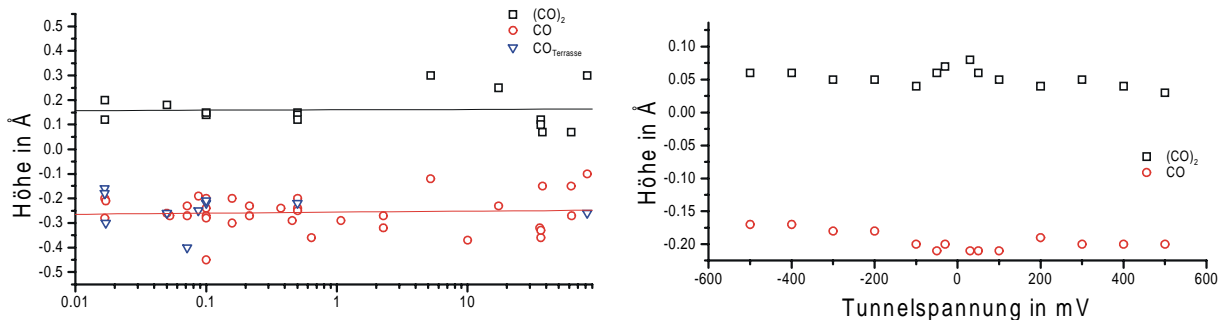 (CO)2
CO
COTerrasse
Höhe in Å
0.5
0.4
0.3
0.2
0.1
0.0
-0.1
-0.2
-0.3
-0.4
-0.5
0.01 0.1 1 10
(CO)2
CO
Höhe in Å
0.10
0.05
0.00
-0.05
-0.10
-0.15
-0.20
-600 -400 -200 0 200 400 600
Tunnelspannung in mV